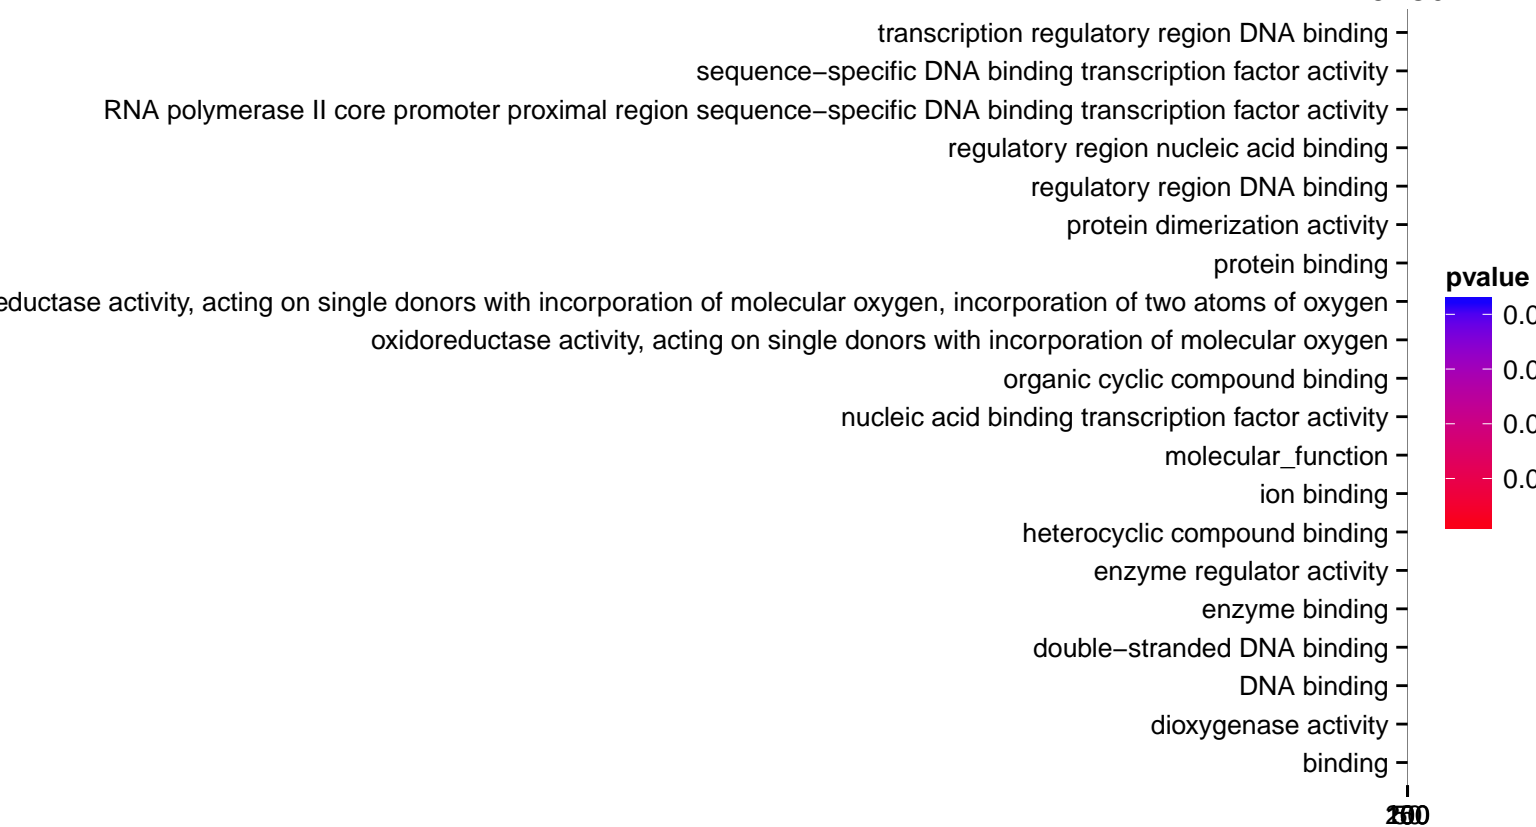 transcription regulatory region DNA binding
sequence−specific DNA binding transcription factor activity
RNA polymerase II core promoter proximal region sequence−specific DNA binding transcription factor activity
regulatory region nucleic acid binding
regulatory region DNA binding
protein dimerization activity
protein binding
activity, acting on single donors with incorporation of molecular oxygen, incorporation of two atoms of oxygen
oxidoreductase activity, acting on single donors with incorporation of molecular oxygen
organic cyclic compound binding
nucleic acid binding transcription factor activity
molecular_function
ion binding
heterocyclic compound binding
enzyme regulator activity
enzyme binding
double−stranded DNA binding
DNA binding
dioxygenase activity
binding
pvalue